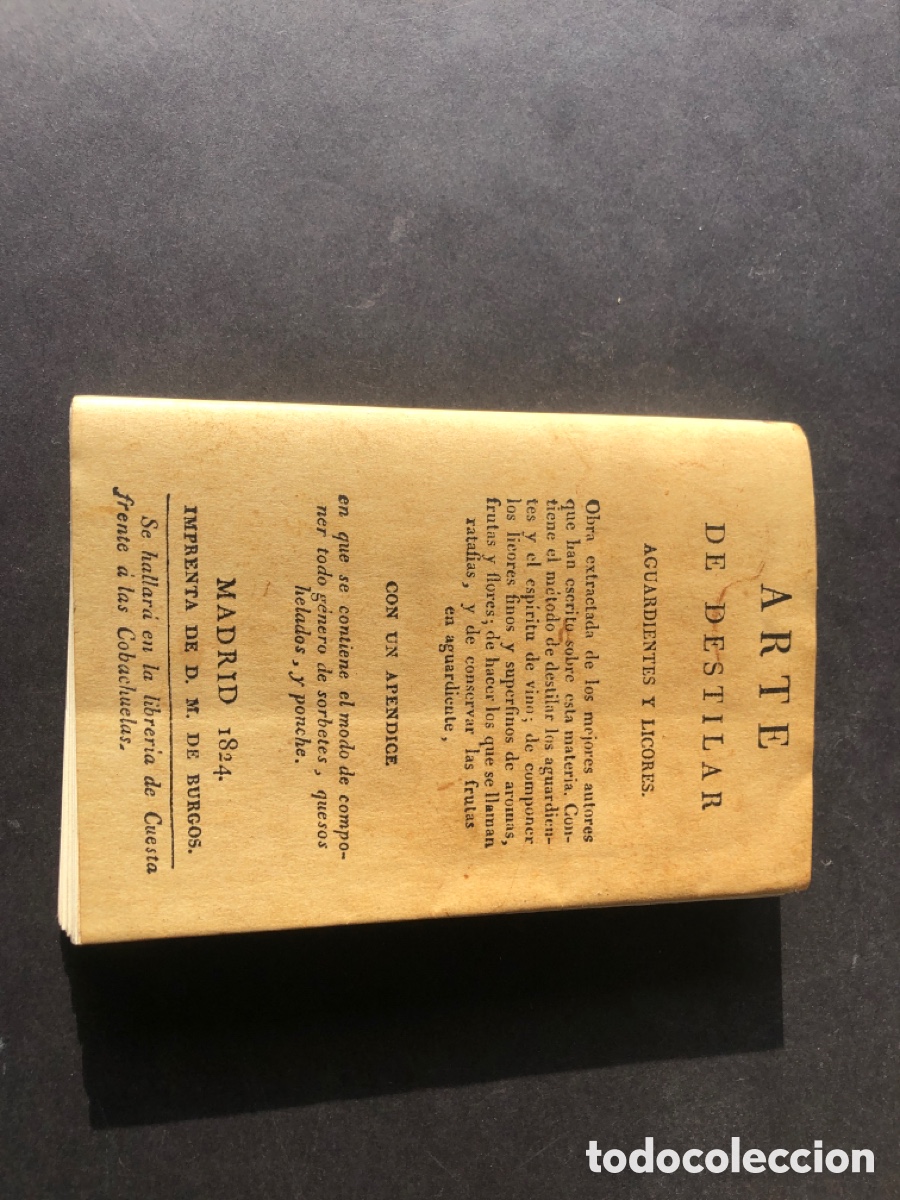 ARTE
DE DESTILAR
AGUARDIENTES Y LICORES.
Obra extractada de los mejores autores
que han escrito sobre esta materia. Con-
tiene el método de destilar los aguardien-
tes y el espíritu de vino; de componer
los licores finos y superfinos de aromas,
frutas y flores; de hacer los que se llaman
ratafias, y de conservar las frutas
en aguardiente,
CON UN APENDICE
en que se contiene el modo de compo-
ner todo género de sorbetes, quesos
helados, y ponche.
MADRID 1824.
IMPRENTA DE D. M. DE BURGOS.
Se hallará en la libreria de Cuesta
frente á las Cobachuelas.
todocoleccion